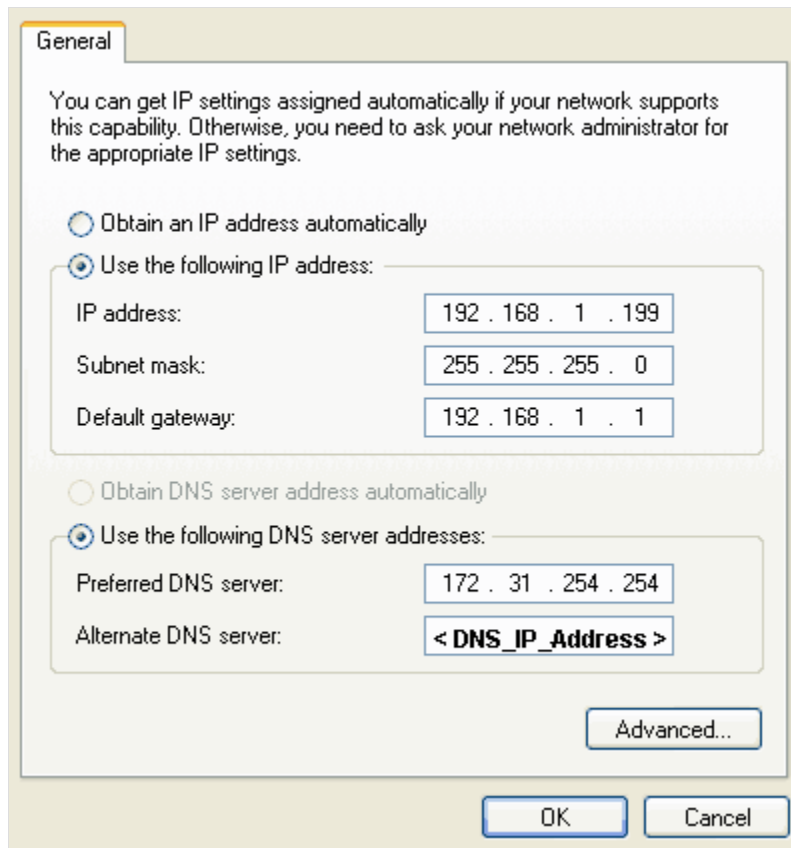 General
You can get IP settings assigned automatically if your network supports
this capability. Otherwise, you need to ask your network administrator for
the appropriate IP settings.
Obtain an IP address automatically
Use the following IP address:
IP address: 192 . 168 . 1 . 199
Subnet mask: 255 . 255 . 255 . 0
Default gateway: 192 . 168 . 1 . 1
Obtain DNS server address automatically
Use the following DNS server addresses:
Preferred DNS server: 172 . 31 . 254 . 254
Alternate DNS server: < DNS_IP_Address >
Advanced...
OK Cancel